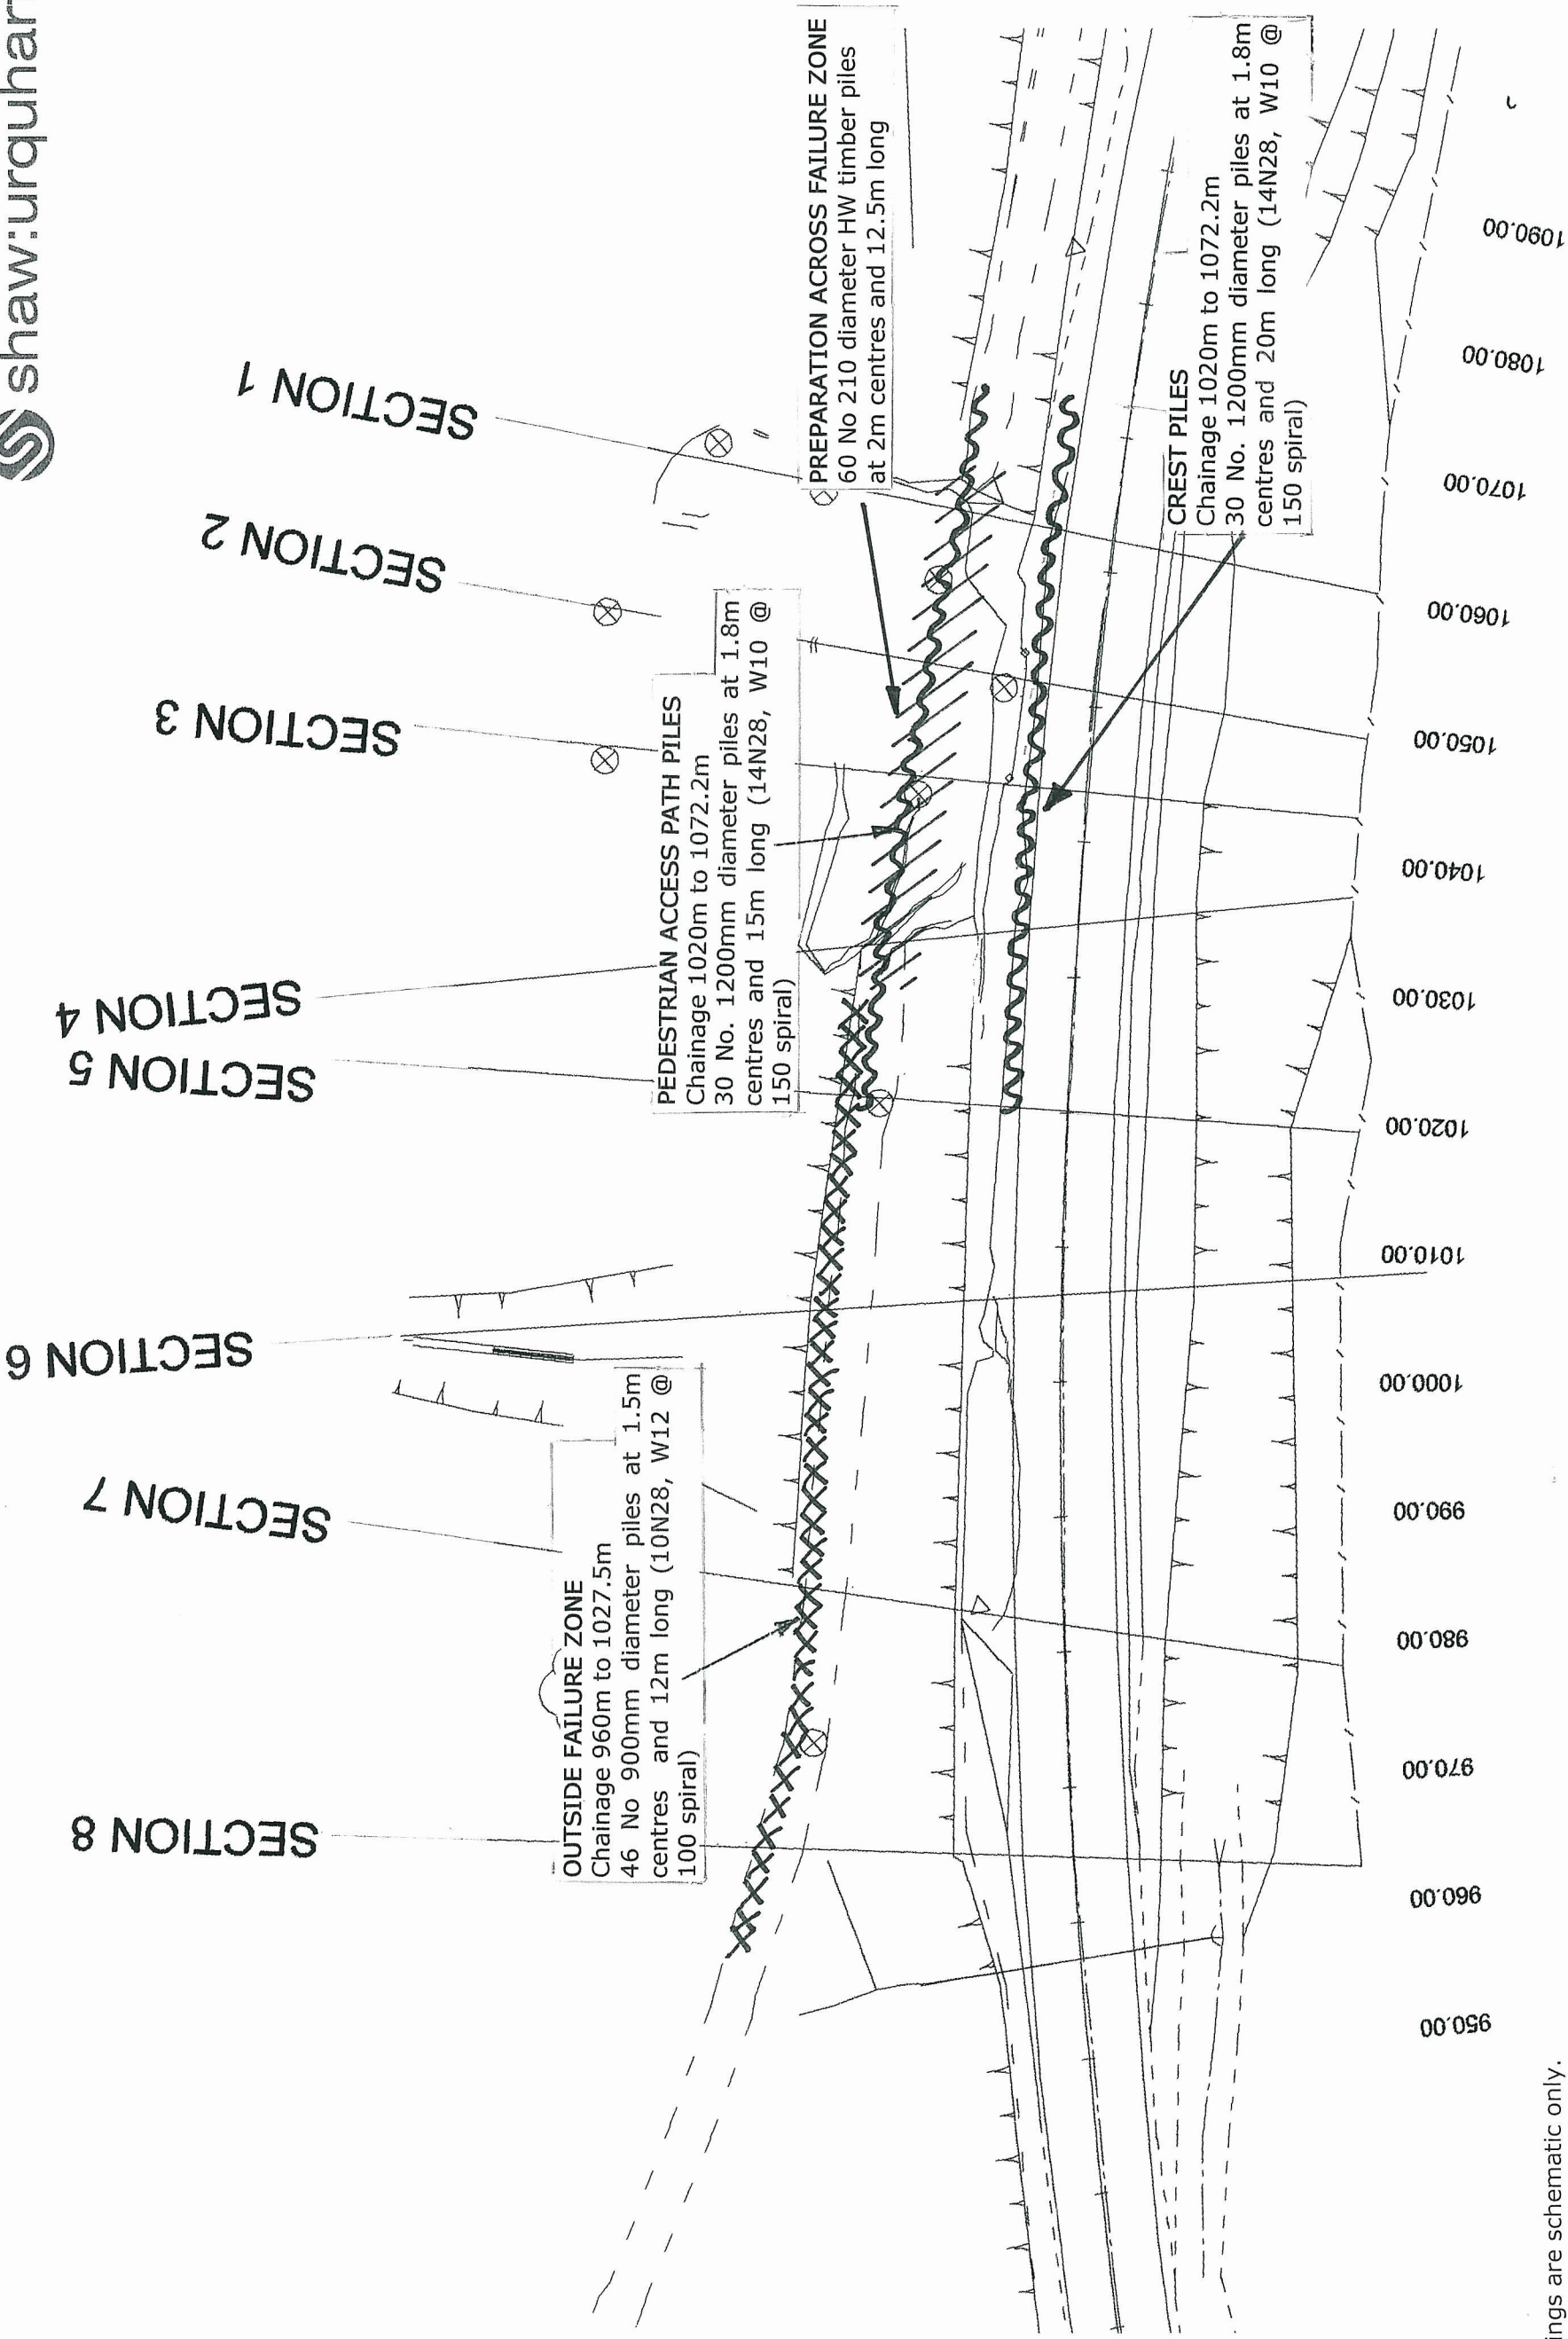 shaw:urquhar
SECTION 1
SECTION 2
SECTION 3
SECTION 4
SECTION 5
SECTION 6
SECTION 7
SECTION 8
PREPARATION ACROSS FAILURE ZONE
60 No 210 diameter HW timber piles
at 2m centres and 12.5m long
PEDESTRIAN ACCESS PATH PILES
Chainage 1020m to 1072.2m
30 No. 1200mm diameter piles at 1.8m
centres and 15m long (14N28, W10 @
150 spiral)
CREST PILES
Chainage 1020m to 1072.2m
30 No. 1200mm diameter piles at 1.8m
centres and 20m long (14N28, W10 @
150 spiral)
OUTSIDE FAILURE ZONE
Chainage 960m to 1027.5m
46 No 900mm diameter piles at 1.5m
centres and 12m long (10N28, W12 @
100 spiral)
950.00
960.00
970.00
980.00
990.00
1000.00
1010.00
1020.00
1030.00
1040.00
1050.00
1060.00
1070.00
1080.00
1090.00
ings are schematic only.